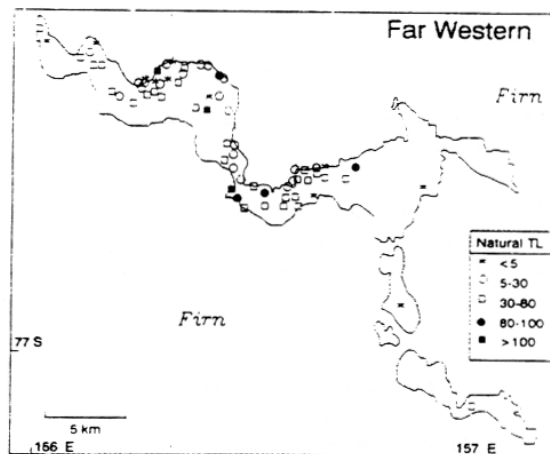 Far Western
Firn
Natural TL
<5
5-30
30-80
80-100
>100
Firn
77 S
5 km
156 E
157 E